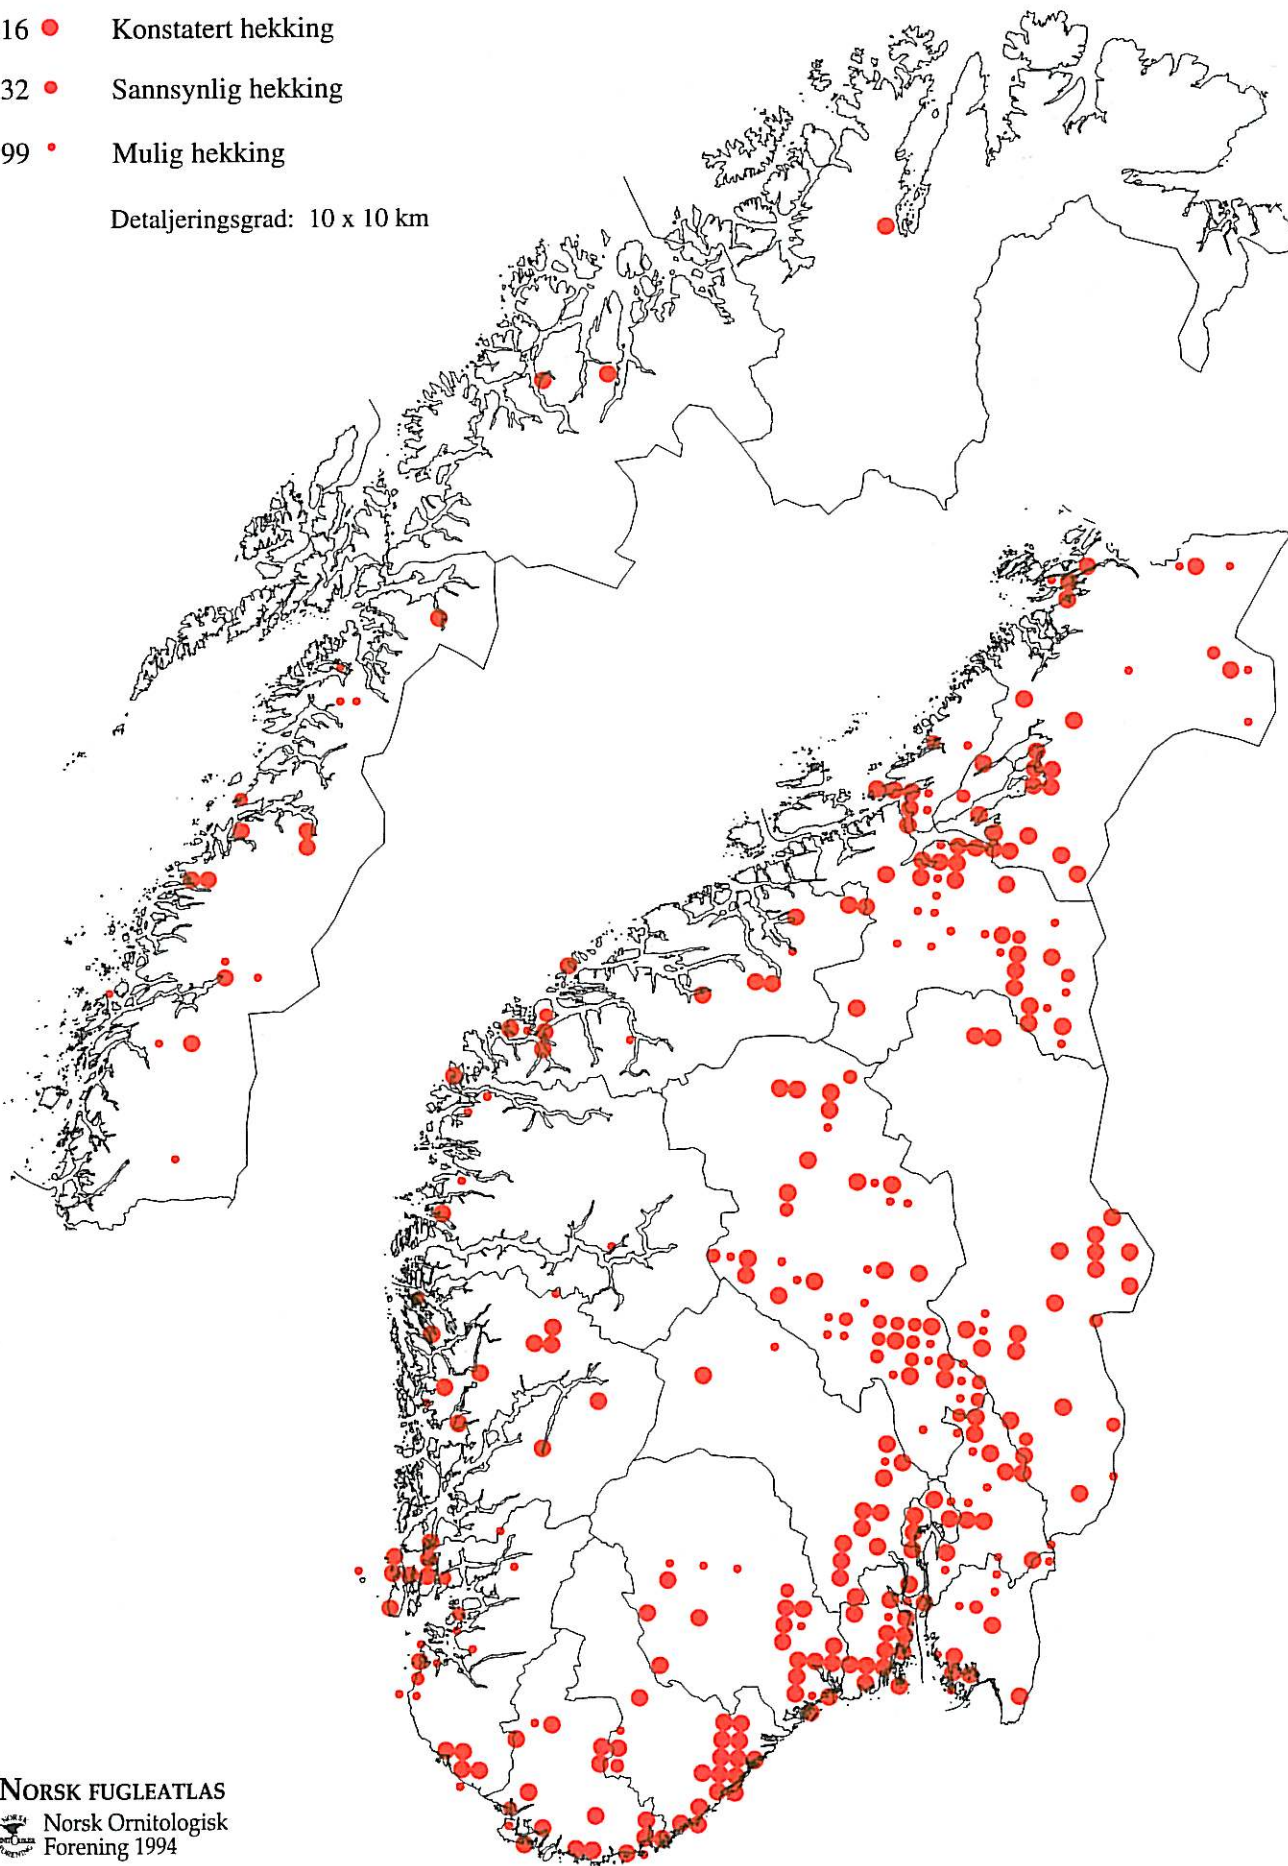 16 Konstatert hekking
32 Sannsynlig hekking
99 Mulig hekking
Detaljeringsgrad: 10 x 10 km
NORSK FUGLEATLAS
Norsk Ornitologisk
Forening 1994